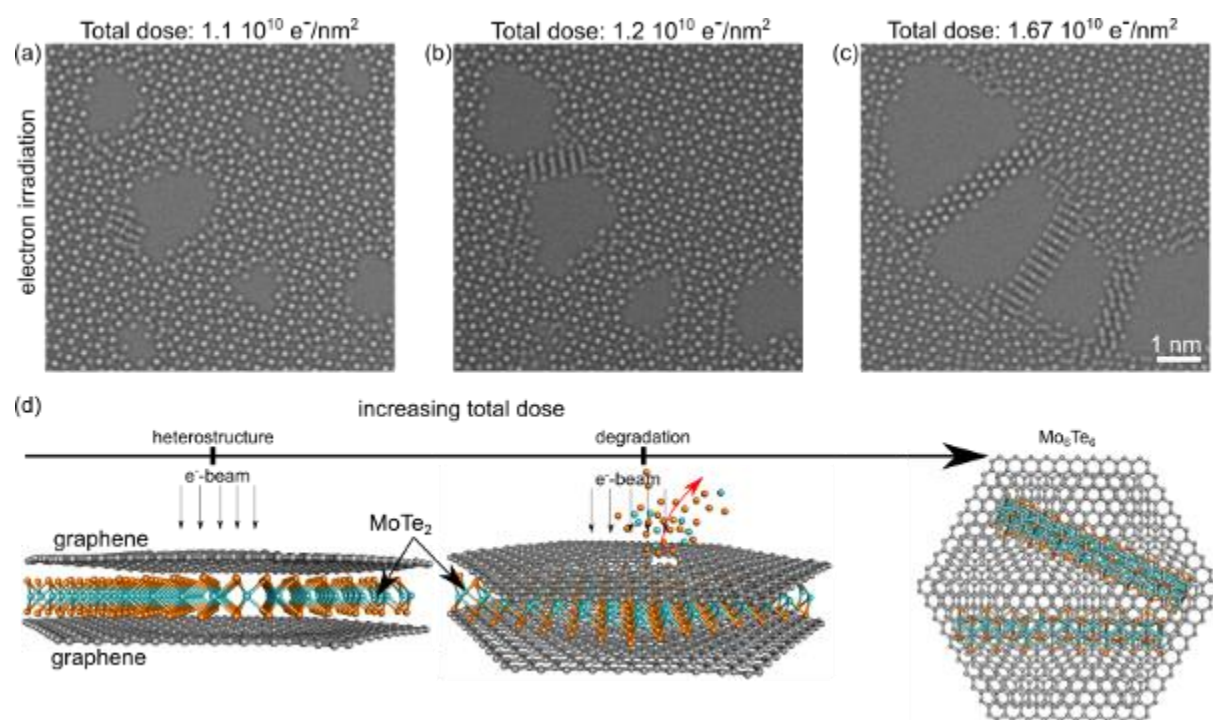 Total dose: 1.1 10¹⁰ e⁻/nm²
Total dose: 1.2 10¹⁰ e⁻/nm²
Total dose: 1.67 10¹⁰ e⁻/nm²
(a)
(b)
(c)
electron irradiation
1 nm
(d)
increasing total dose
heterostructure
degradation
Mo₆Te₆
e⁻-beam
e⁻-beam
MoTe₂
graphene
graphene